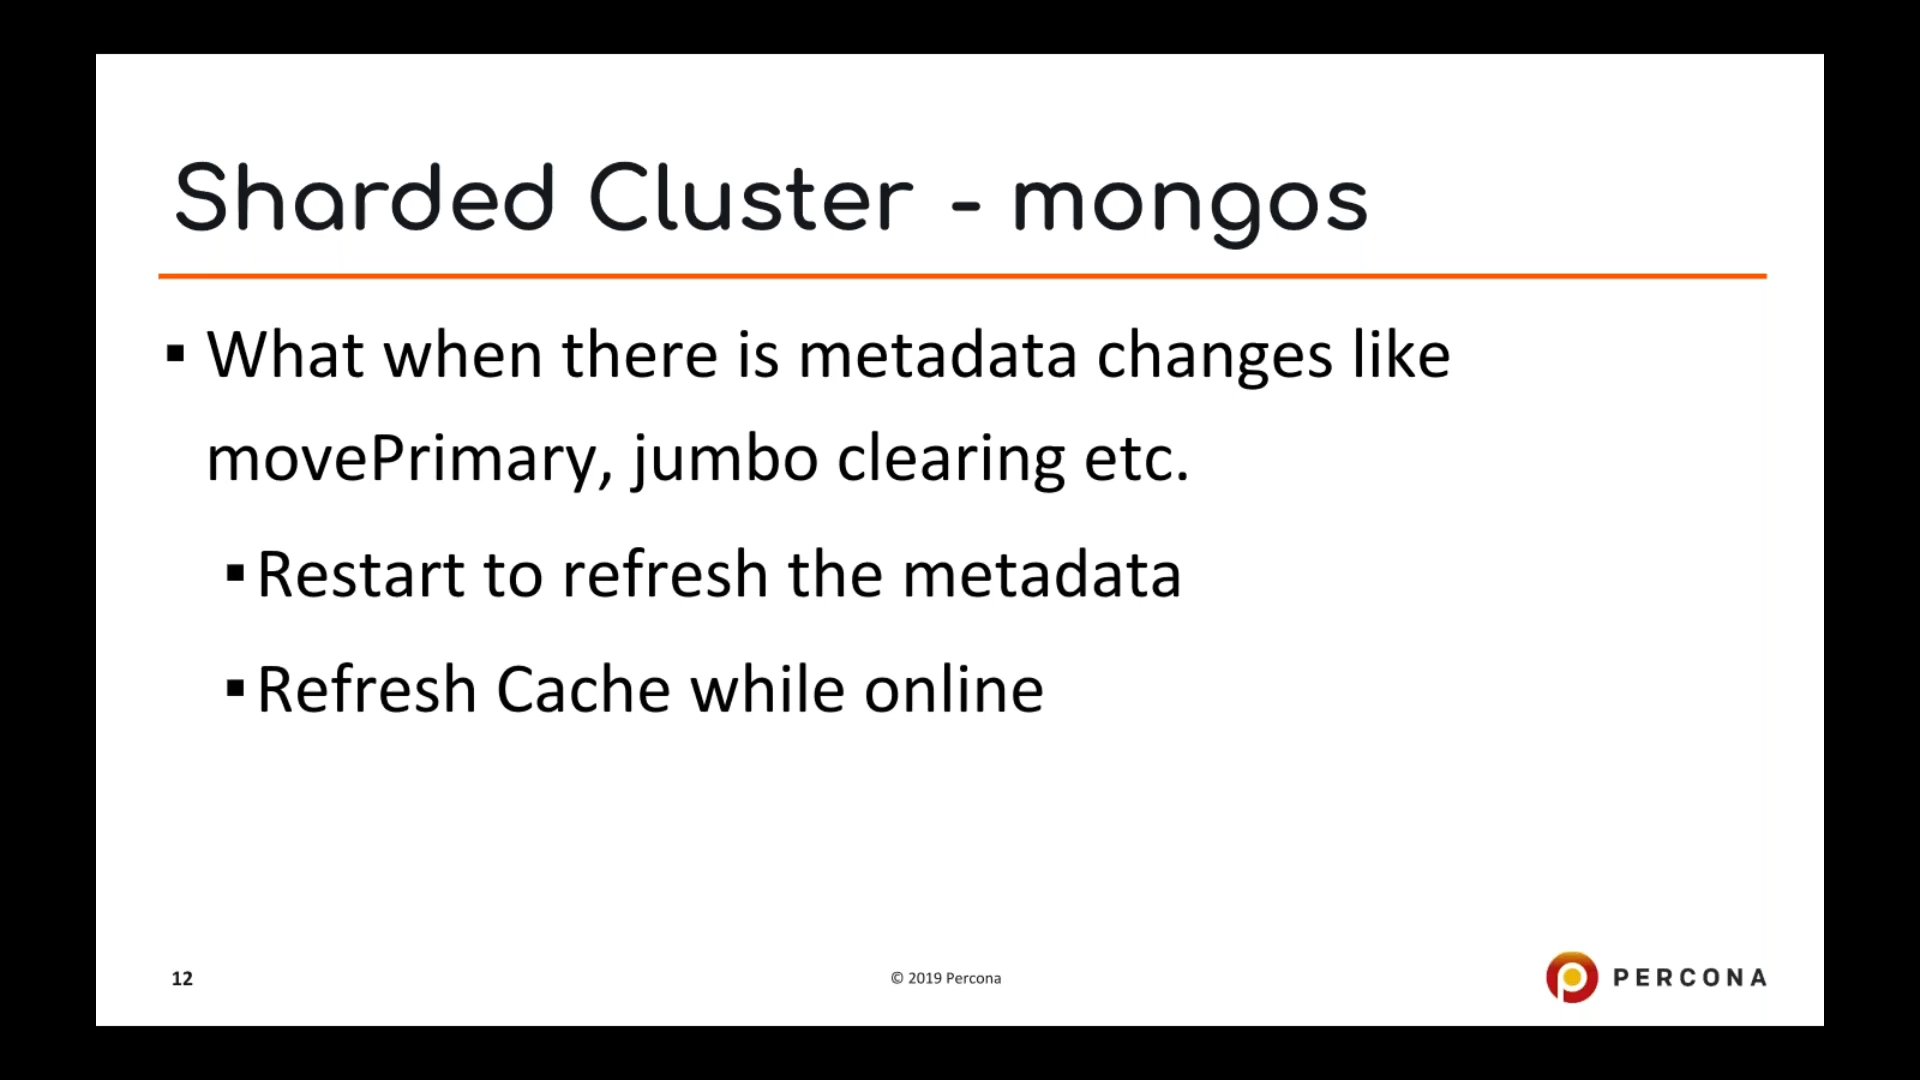 Sharded Cluster - mongos
▪ What when there is metadata changes like
movePrimary, jumbo clearing etc.
▪ Restart to refresh the metadata
▪ Refresh Cache while online
12
© 2019 Percona
PERCONA